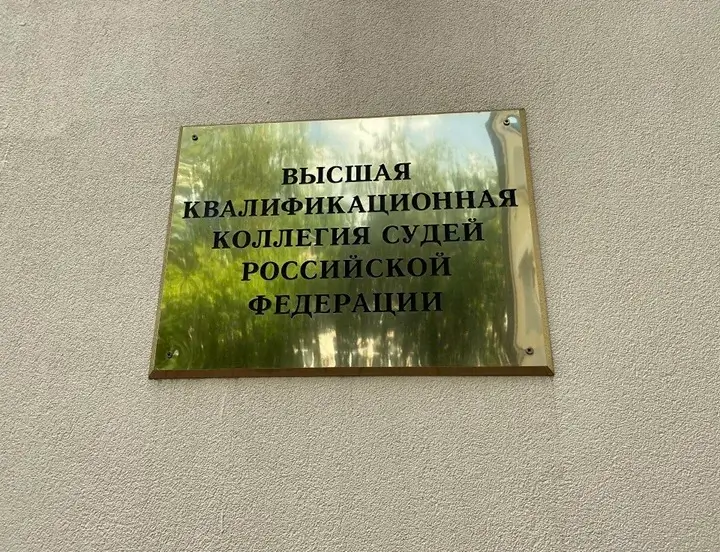 ВЫСШАЯ
КВАЛИФИКАЦИОННАЯ
КОЛЛЕГИЯ СУДЕЙ
РОССИЙСКОЙ
ФЕДЕРАЦИИ